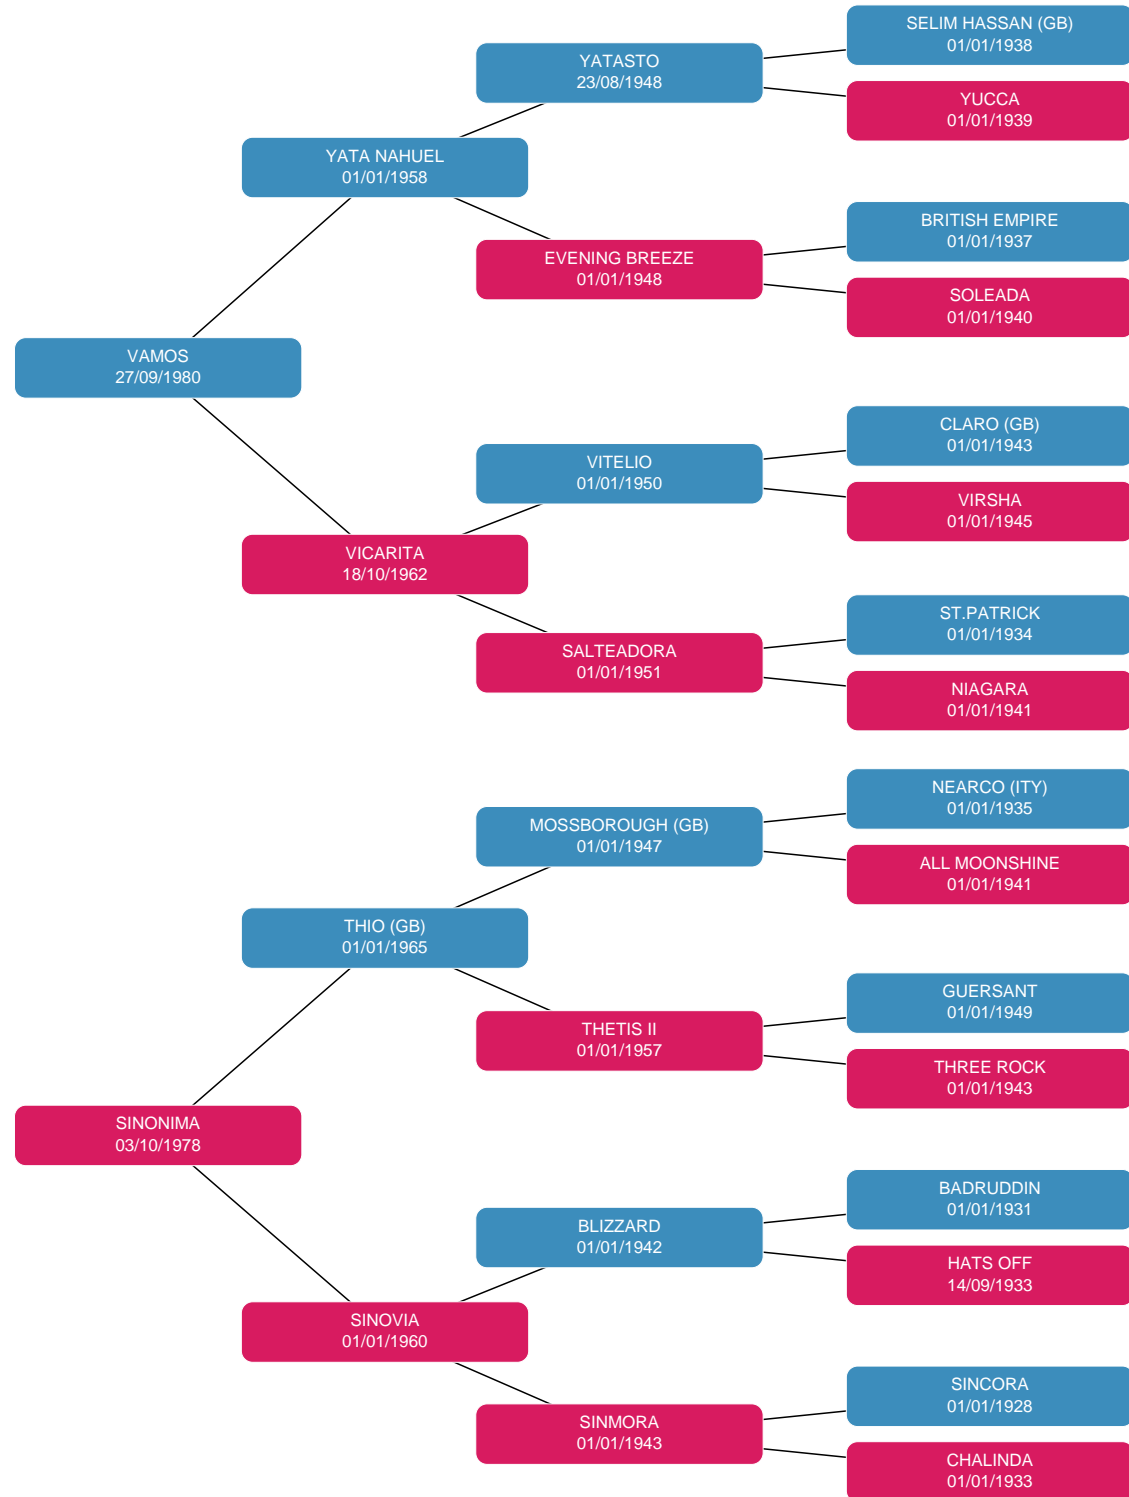 SELIM HASSAN (GB)
01/01/1938
YATASTO
23/08/1948
YUCCA
01/01/1939
YATA NAHUEL
01/01/1958
BRITISH EMPIRE
01/01/1937
EVENING BREEZE
01/01/1948
SOLEADA
01/01/1940
VAMOS
27/09/1980
CLARO (GB)
01/01/1943
VITELIO
01/01/1950
VIRSHA
01/01/1945
VICARITA
18/10/1962
ST.PATRICK
01/01/1934
SALTEADORA
01/01/1951
NIAGARA
01/01/1941
NEARCO (ITY)
01/01/1935
MOSSBOROUGH (GB)
01/01/1947
ALL MOONSHINE
01/01/1941
THIO (GB)
01/01/1965
GUERSANT
01/01/1949
THETIS II
01/01/1957
THREE ROCK
01/01/1943
SINONIMA
03/10/1978
BADRUDDIN
01/01/1931
BLIZZARD
01/01/1942
HATS OFF
14/09/1933
SINOVIA
01/01/1960
SINCORA
01/01/1928
SINMORA
01/01/1943
CHALINDA
01/01/1933